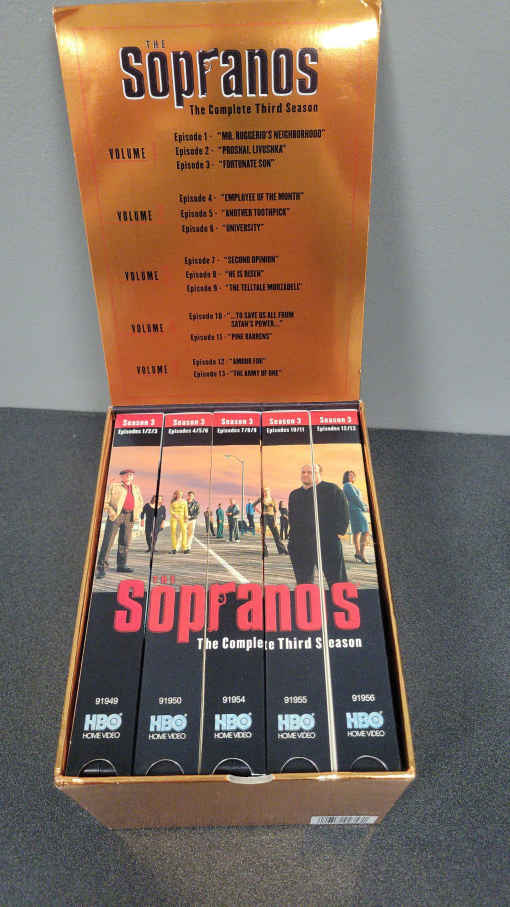 THE
Sopranos
The Complete Third Season
VOLUME
Episode 1 - "MR. RUGGERIO'S NEIGHBORHOOD"
Episode 2 - "PROSHAI, LIVUSHKA"
Episode 3 - "FORTUNATE SON"
VOLUME
Episode 4 - "EMPLOYEE OF THE MONTH"
Episode 5 - "ANOTHER TOOTHPICK"
Episode 6 - "UNIVERSITY"
VOLUME
Episode 7 - "SECOND OPINION"
Episode 8 - "HE IS RISEN"
Episode 9 - "THE TELLTALE MOOZADELL"
VOLUME
Episode 10 - "...TO SAVE US ALL FROM
SATAN'S POWER..."
Episode 11 - "PINE BARRENS"
VOLUME
Episode 12 - "AMOUR FOU"
Episode 13 - "THE ARMY OF ONE"
Season 3 Season 3 Season 3 Season 3 Season 3
Episodes 1/2/3 Episodes 4/5/6 Episodes 7/8/9 Episodes 10/11 Episodes 12/13
THE
Sopranos
The Complete Third Season
91949 91950 91954 91955 91956
HBO HBO HBO HBO HBO
HOME VIDEO HOME VIDEO HOME VIDEO HOME VIDEO HOME VIDEO